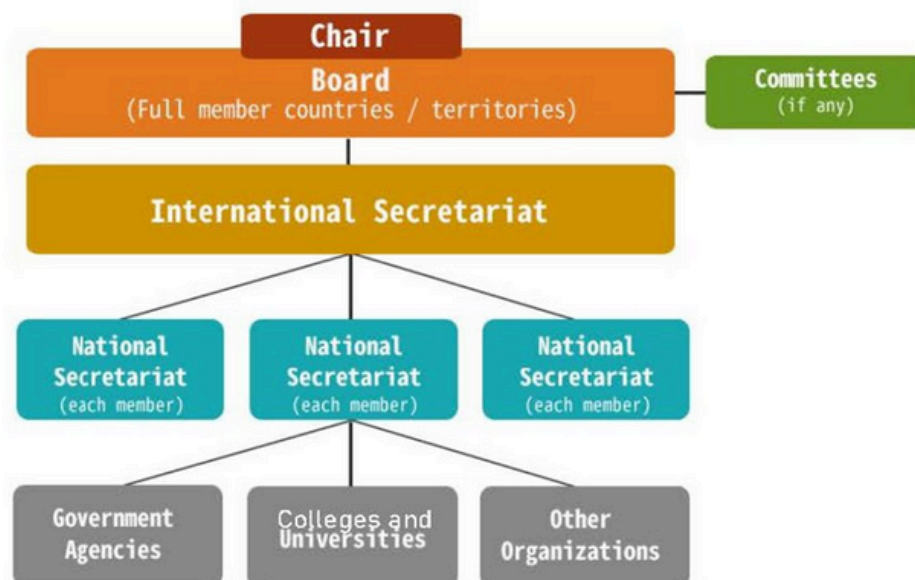 Chair
Board
(Full member countries / territories)
Committees
(if any)
International Secretariat
National
Secretariat
(each member)
National
Secretariat
(each member)
National
Secretariat
(each member)
Government
Agencies
Colleges and
Universities
Other
Organizations